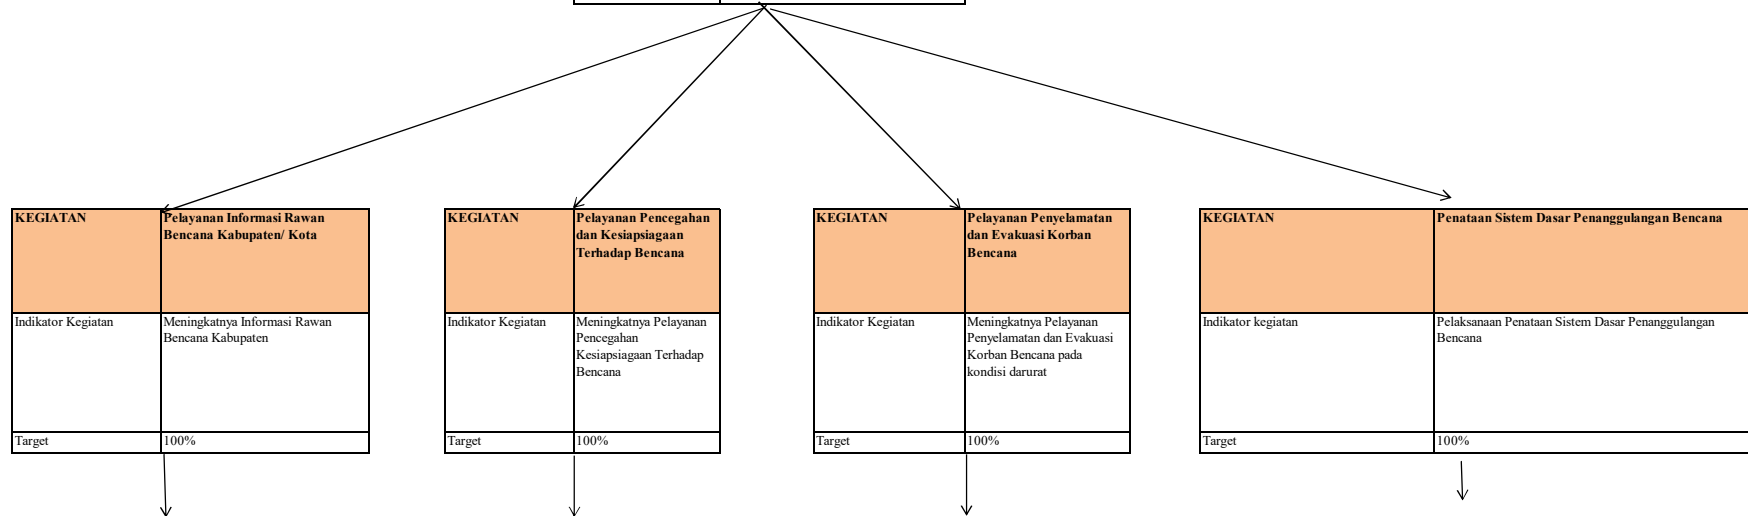 KEGIATAN
Pelayanan Informasi Rawan
Bencana Kabupaten/ Kota
Indikator Kegiatan
Meningkatnya Informasi Rawan
Bencana Kabupaten
Target
100%
KEGIATAN
Pelayanan Pencegahan
dan Kesiapsiagaan
Terhadap Bencana
Indikator Kegiatan
Meningkatnya Pelayanan
Pencegahan
Kesiapsiagaan Terhadap
Bencana
Target
100%
KEGIATAN
Pelayanan Penyelamatan
dan Evakuasi Korban
Bencana
Indikator Kegiatan
Meningkatnya Pelayanan
Penyelamatan dan Evakuasi
Korban Bencana pada
kondisi darurat
Target
100%
KEGIATAN
Penataan Sistem Dasar Penanggulangan Bencana
Indikator kegiatan
Pelaksanaan Penataan Sistem Dasar Penanggulangan
Bencana
Target
100%